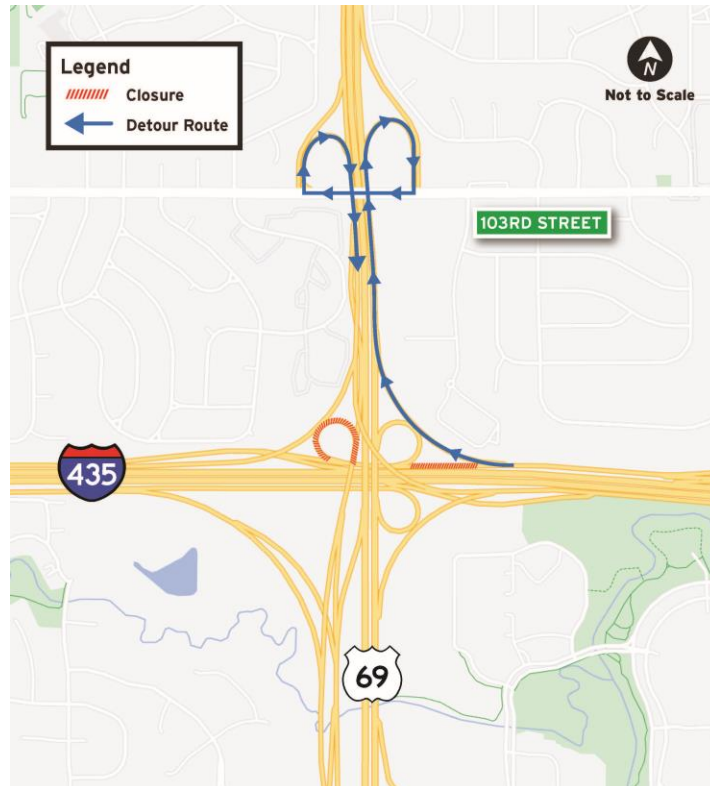 Legend
Closure
Detour Route
N
Not to Scale
103RD STREET
435
69